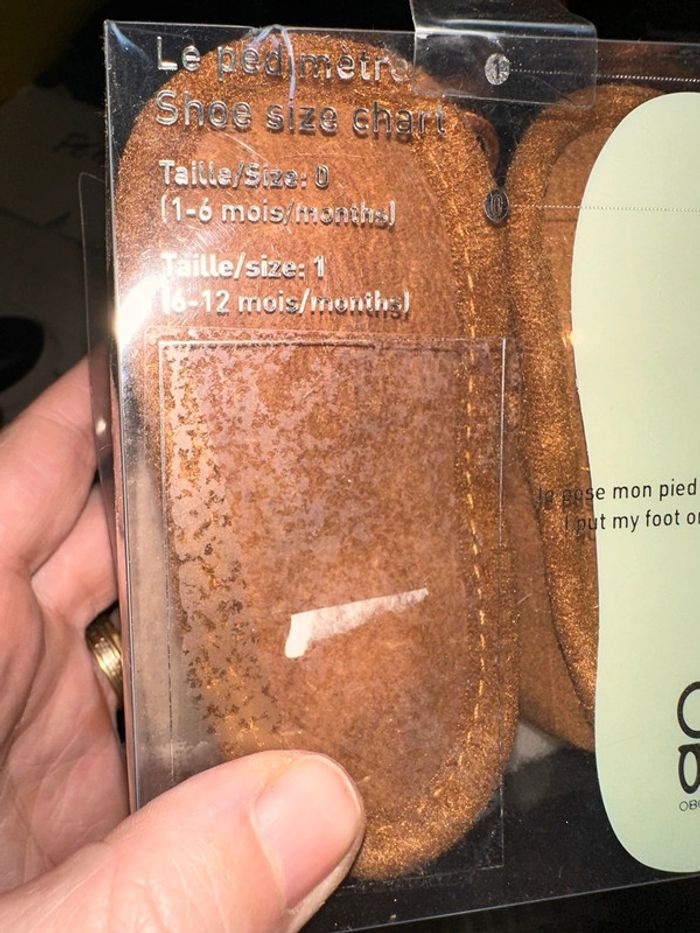 Le pédimètre
Shoe size chart
Taille/Size: 0
(1-6 mois/months)
Taille/size: 1
(6-12 mois/months)
Je pose mon pied
I put my foot